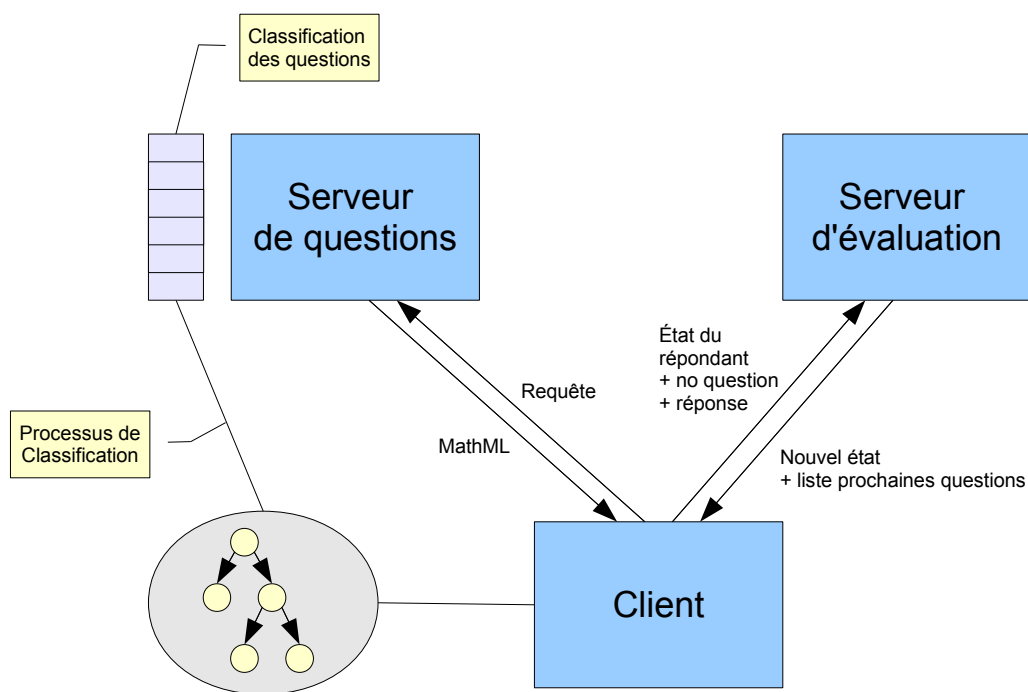 Classification
des questions
Serveur
de questions
Serveur
d'évaluation
État du
répondant
+ no question
+ réponse
Requête
MathML
Nouvel état
+ liste prochaines questions
Processus de
Classification
Client